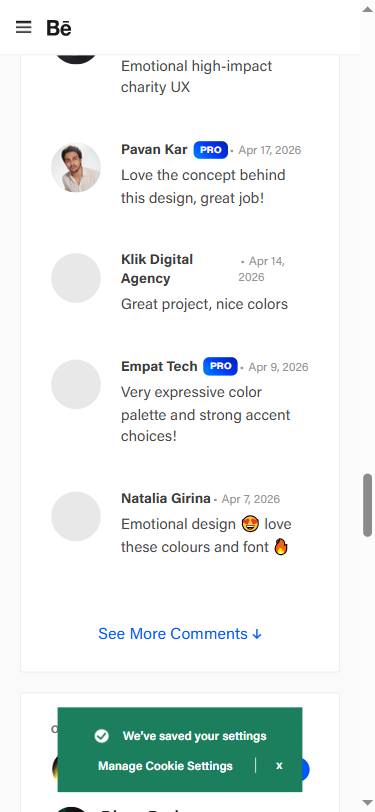 Bē
Emotional high-impact
charity UX
Pavan Kar PRO • Apr 17, 2026
Love the concept behind
this design, great job!
Klik Digital Agency • Apr 14, 2026
Great project, nice colors
Empat Tech PRO • Apr 9, 2026
Very expressive color
palette and strong accent
choices!
Natalia Girina • Apr 7, 2026
Emotional design 😍 love
these colours and font 🔥
See More Comments ↓
We've saved your settings
Manage Cookie Settings | x